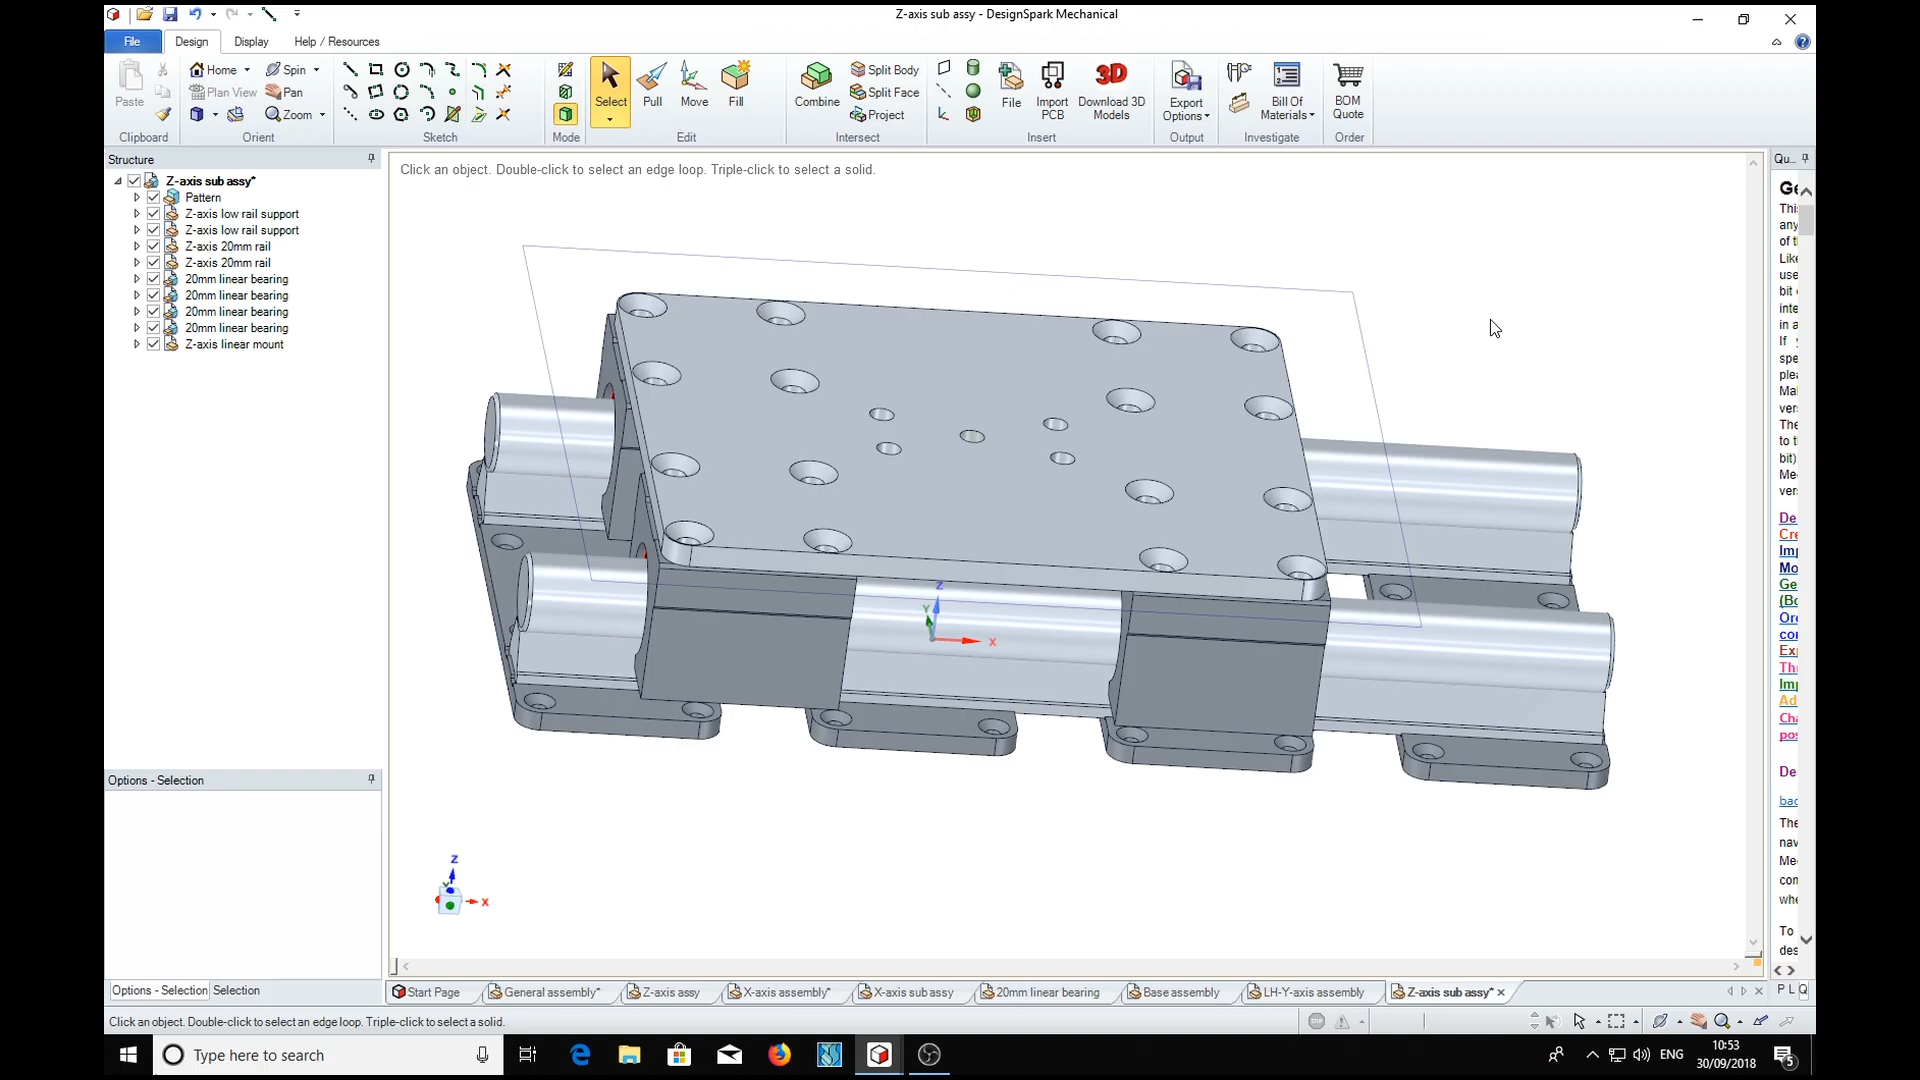 Z-axis sub assy - DesignSpark Mechanical
File
Design
Display
Help / Resources
Paste
Home
Spin
Plan View
Pan
Zoom
Select
Pull
Move
Fill
Combine
Split Body
Split Face
Project
File
Import PCB
3D
Download 3D Models
Export Options
Bill Of Materials
BOM Quote
Clipboard
Orient
Sketch
Mode
Edit
Intersect
Insert
Output
Investigate
Order
Structure
Z-axis sub assy*
Pattern
Z-axis low rail support
Z-axis low rail support
Z-axis 20mm rail
Z-axis 20mm rail
20mm linear bearing
20mm linear bearing
20mm linear bearing
20mm linear bearing
Z-axis linear mount
Click an object. Double-click to select an edge loop. Triple-click to select a solid.
Z
Y
X
Z
X
Qu...
Options - Selection
Options - Selection
Selection
Start Page
General assembly*
Z-axis assy
X-axis assembly*
X-axis sub assy
20mm linear bearing
Base assembly
LH-Y-axis assembly
Z-axis sub assy*
P L Q
Click an object. Double-click to select an edge loop. Triple-click to select a solid.
Type here to search
ENG
10:53
30/09/2018
5